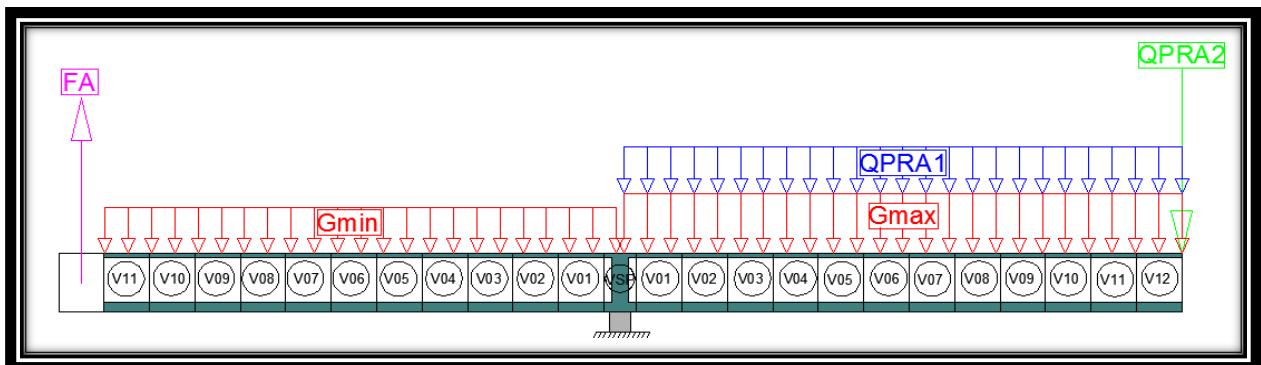 QPRA2
FA
QPRA1
Gmin
Gmax
V11 V10 V09 V08 V07 V06 V05 V04 V03 V02 V01 VSP V01 V02 V03 V04 V05 V06 V07 V08 V09 V10 V11 V12